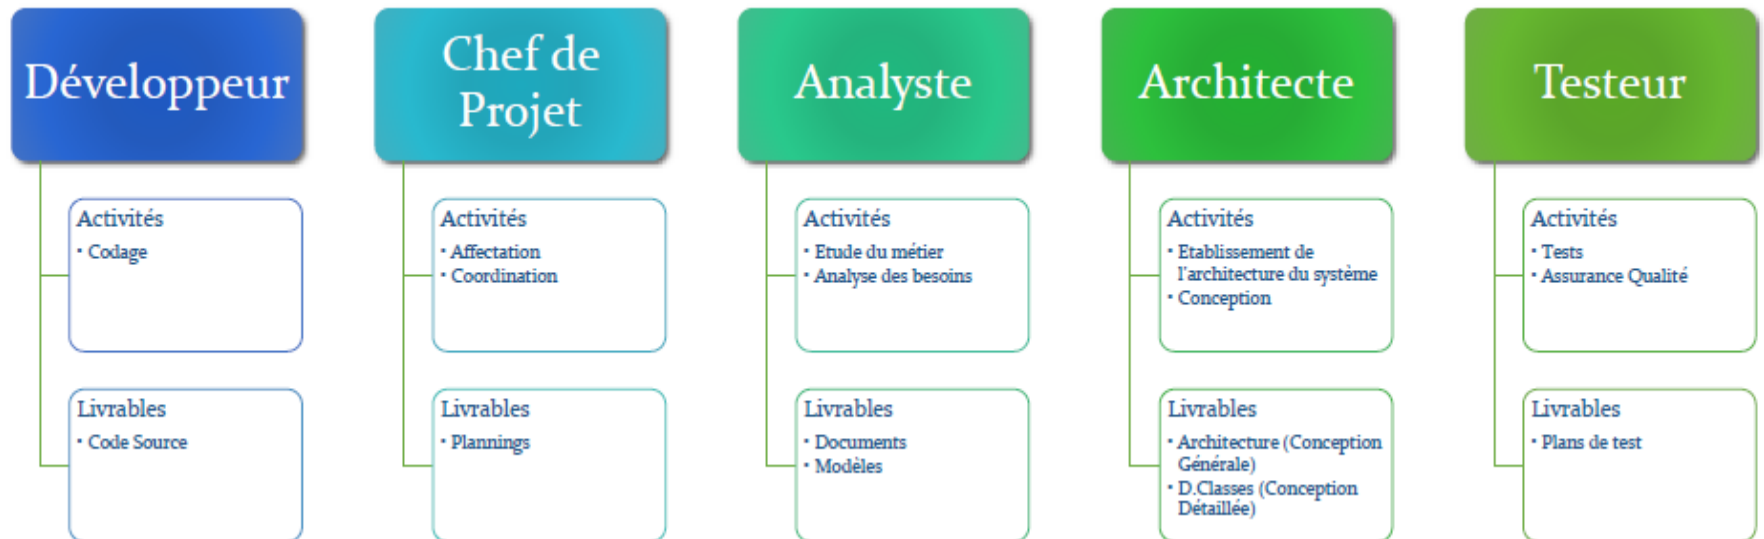 Développeur
Activités
• Codage
Livrables
• Code Source
Chef de
Projet
Activités
• Affectation
• Coordination
Livrables
• Plannings
Analyste
Activités
• Etude du métier
• Analyse des besoins
Livrables
• Documents
• Modèles
Architecte
Activités
• Etablissement de
l'architecture du système
• Conception
Livrables
• Architecture (Conception
Générale)
• D.Classes (Conception
Détaillée)
Testeur
Activités
• Tests
• Assurance Qualité
Livrables
• Plans de test